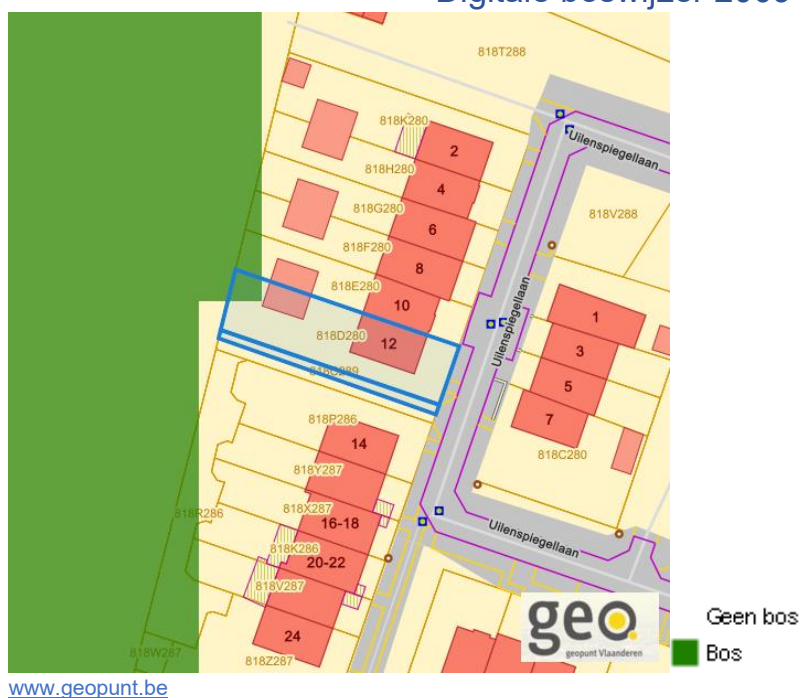 818T288
818K280
2
Uilenspiegellaan
818H280
4
818G280
818V288
6
818F280
8
818E280
10
1
818D280
Uilenspiegellaan
12
3
818C289
5
7
818P286
14
818C280
818Y287
818X287
818R286
16-18
Uilenspiegellaan
818K286
20-22
818V287
geo
geopunt Vlaanderen
Geen bos
24
818W287
818Z287
Bos
www.geopunt.be